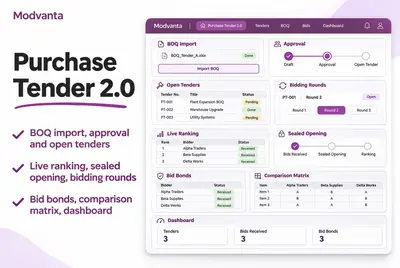 Modvanta
Purchase
Tender 2.0
BOQ import, approval
and open tenders
Live ranking, sealed
opening, bidding rounds
Bid bonds, comparison
matrix, dashboard
Modvanta
Purchase Tender 2.0
Tenders
BOQ
Bids
Dashboard
BOQ Import
BOQ_Tender_A.xlsx
Done
Import BOQ
Approval
Draft
Approval
Open Tender
Open Tenders
Tender No. Title Status
PT-001 Plant Expansion BOQ Pending
PT-002 Warehouse Upgrade Done
PT-003 Utility Systems Pending
Bidding Rounds
PT-001 Round 2 Open
Round 1 Round 2 Round 3
Live Ranking
Rank Bidder Status
1 Alpha Traders Received
2 Beta Supplies Received
3 Delta Works Received
Sealed Opening
Bids Received
Sealed Opening
Ranking
Bid Bonds
Bidder Status
Alpha Traders Received
Beta Supplies Received
Delta Works Received
Comparison Matrix
Item Alpha Traders Beta Supplies Delta Works
Item 1 A B A
Item 2 A A B
Item 3 B A A
Dashboard
Tenders
3
Bids Received
3
Bid Bonds
3